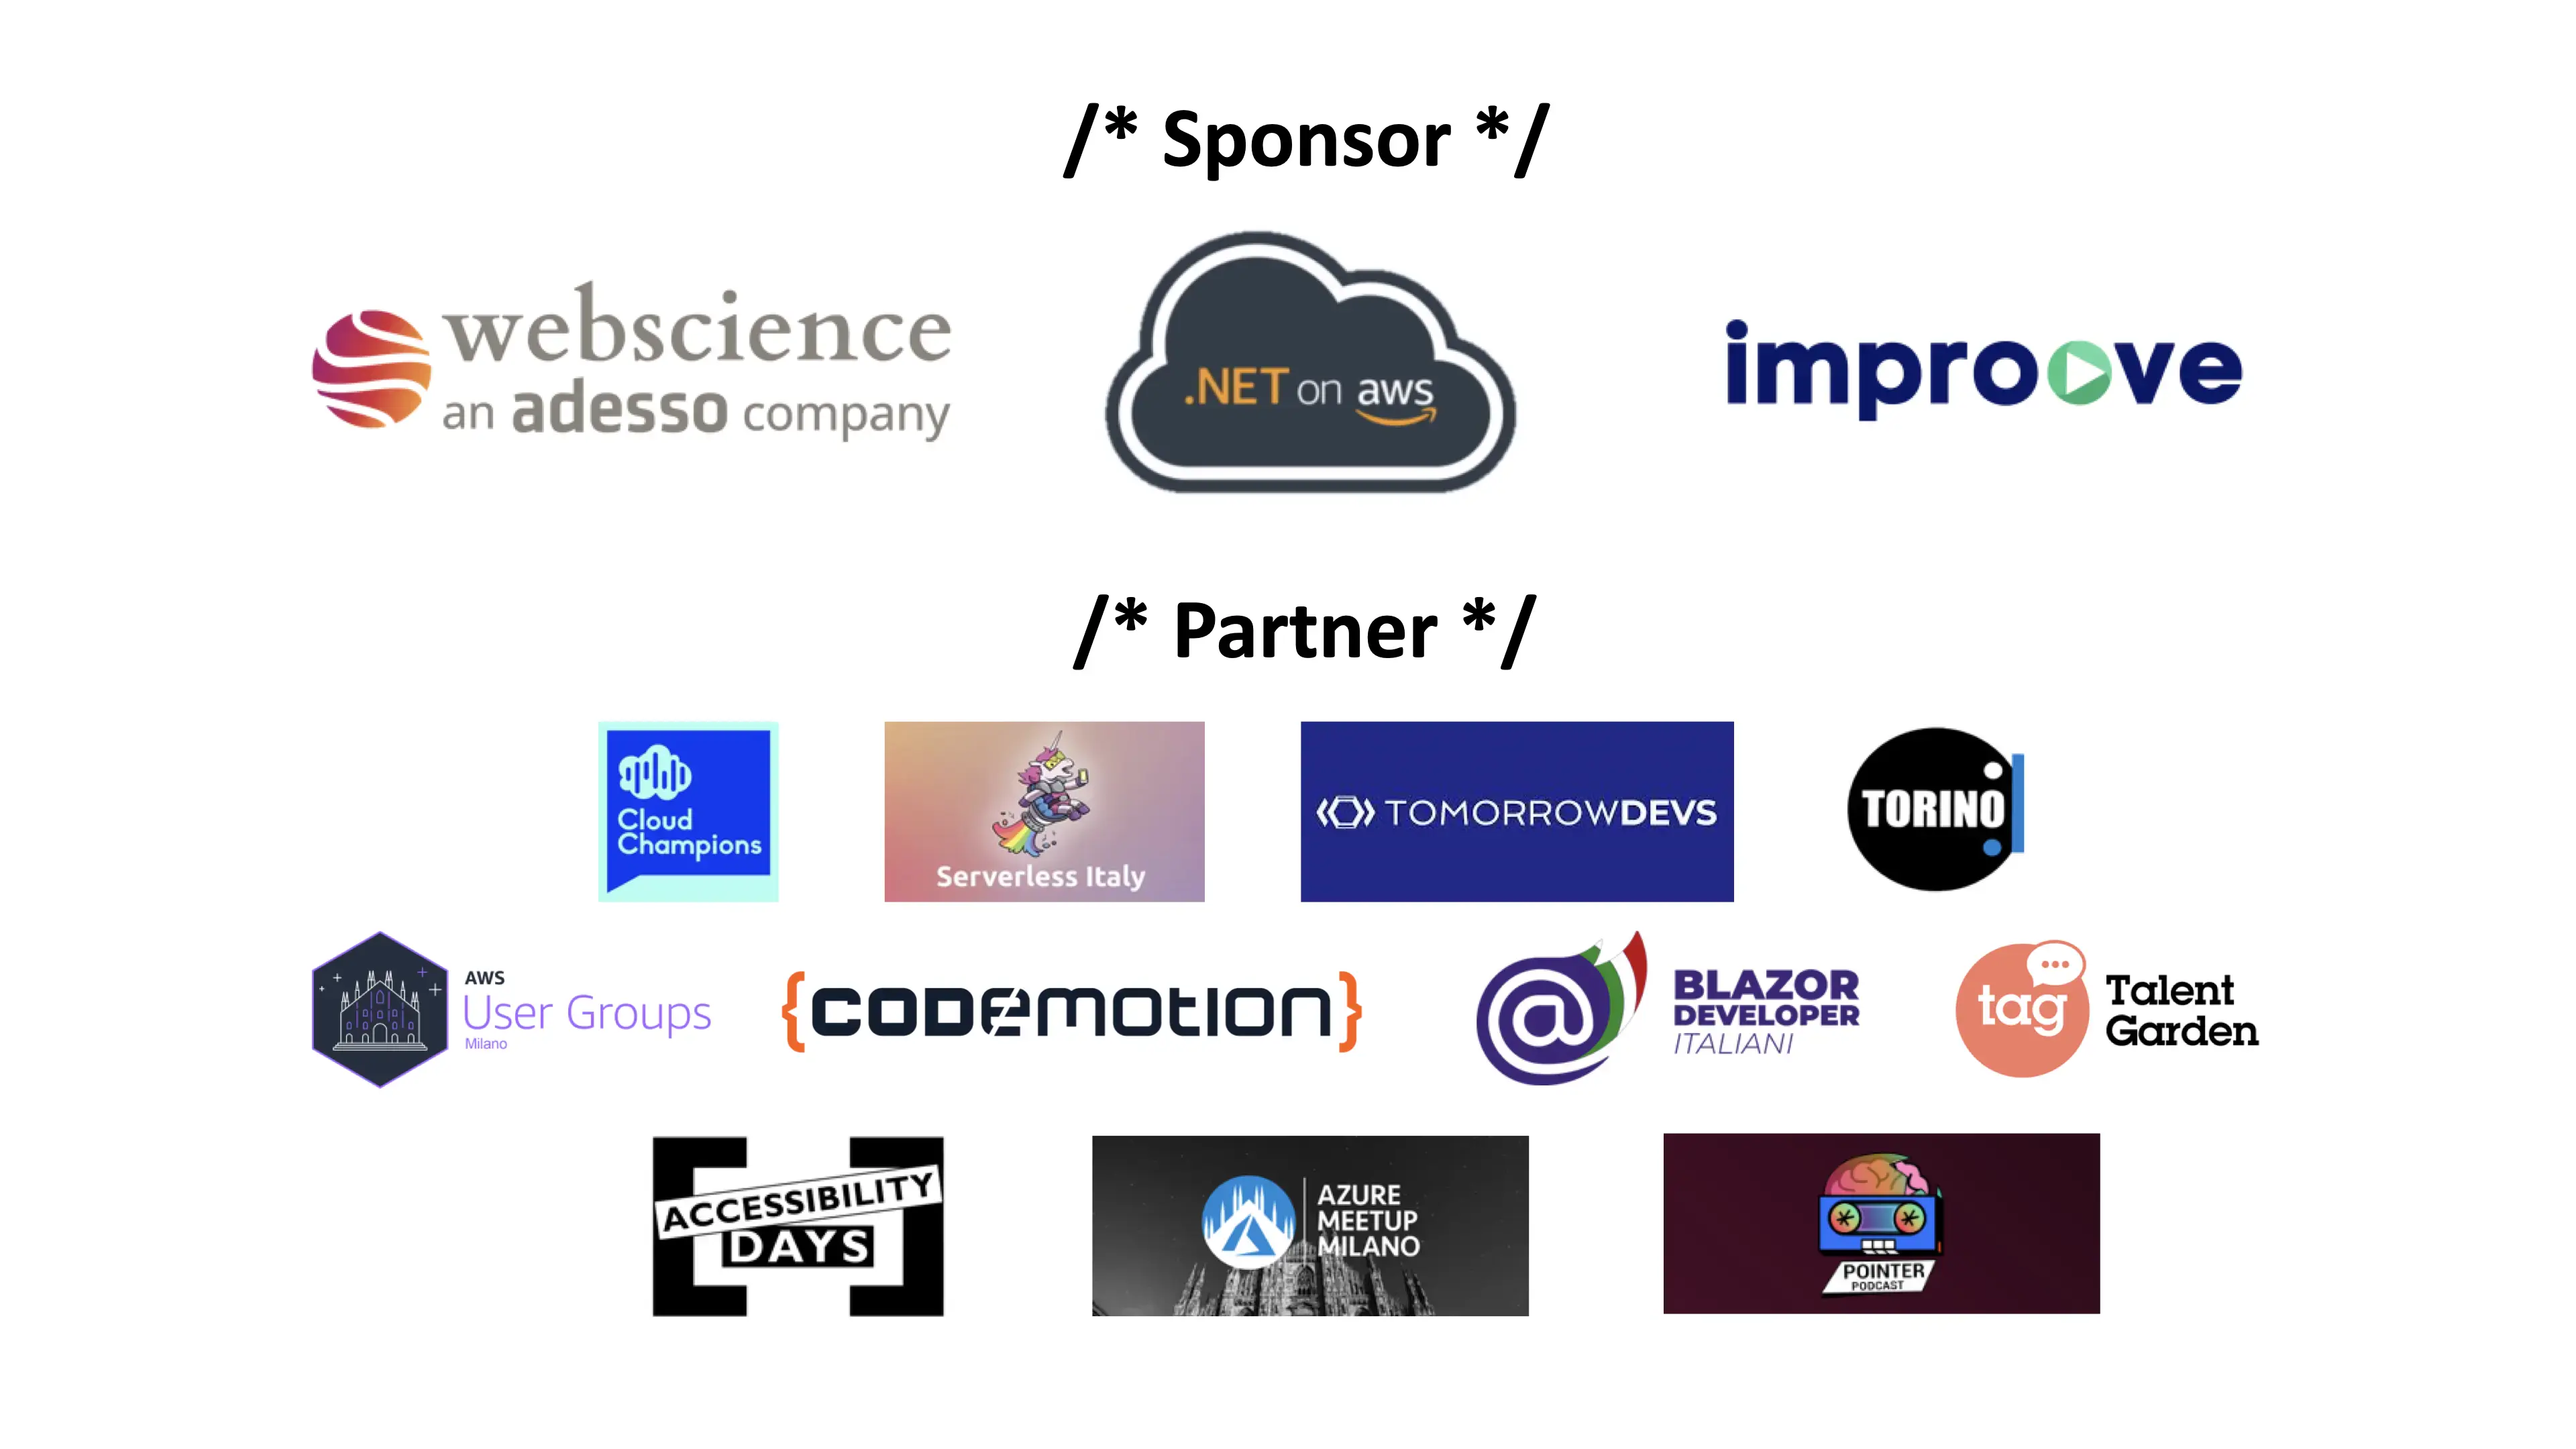 /* Sponsor */
webscience
an adesso company
.NET on aws
improove
/* Partner */
Cloud
Champions
Serverless Italy
TOMORROWDEVS
TORINO
AWS
User Groups
Milano
{CODEMOTION}
BLAZOR
DEVELOPER
ITALIANI
tag
Talent
Garden
ACCESSIBILITY
DAYS
AZURE
MEETUP
MILANO
POINTER
PODCAST